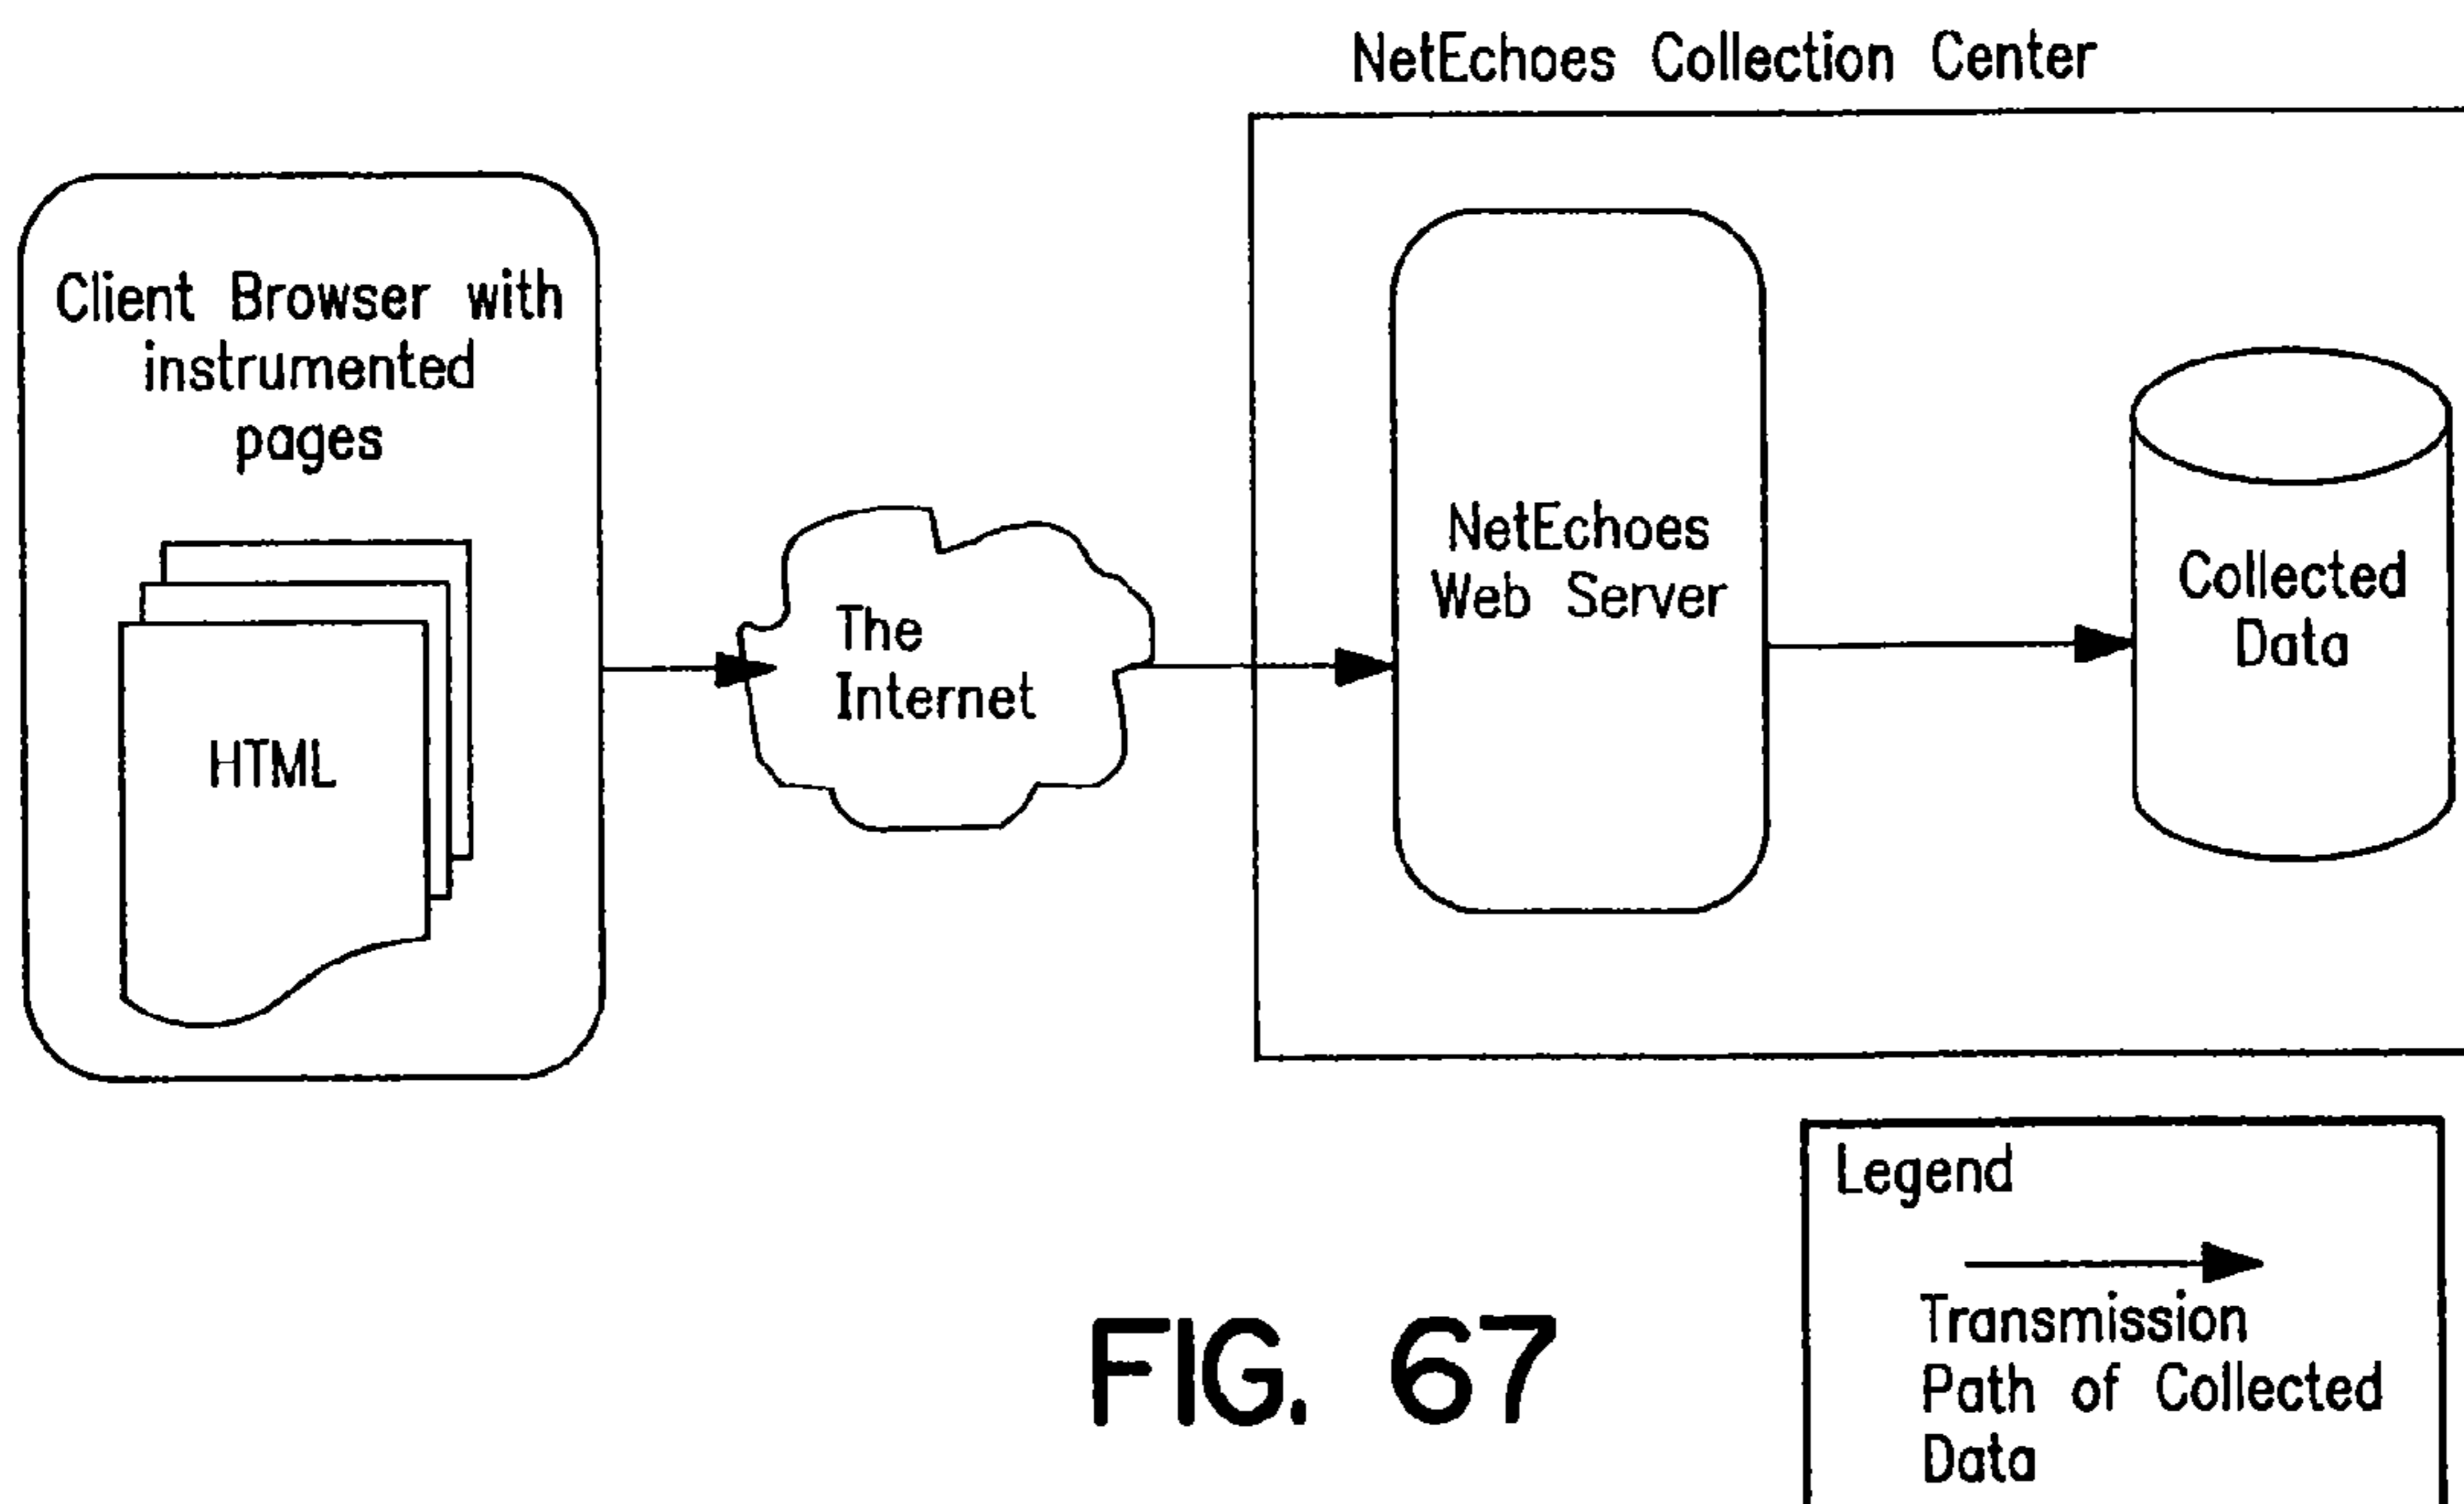 NetEchoes Collection Center
Client Browser with
instrumented
pages
HTML
The
Internet
NetEchoes
Web Server
Collected
Data
Legend
Transmission
Path of Collected
Data
FIG. 67